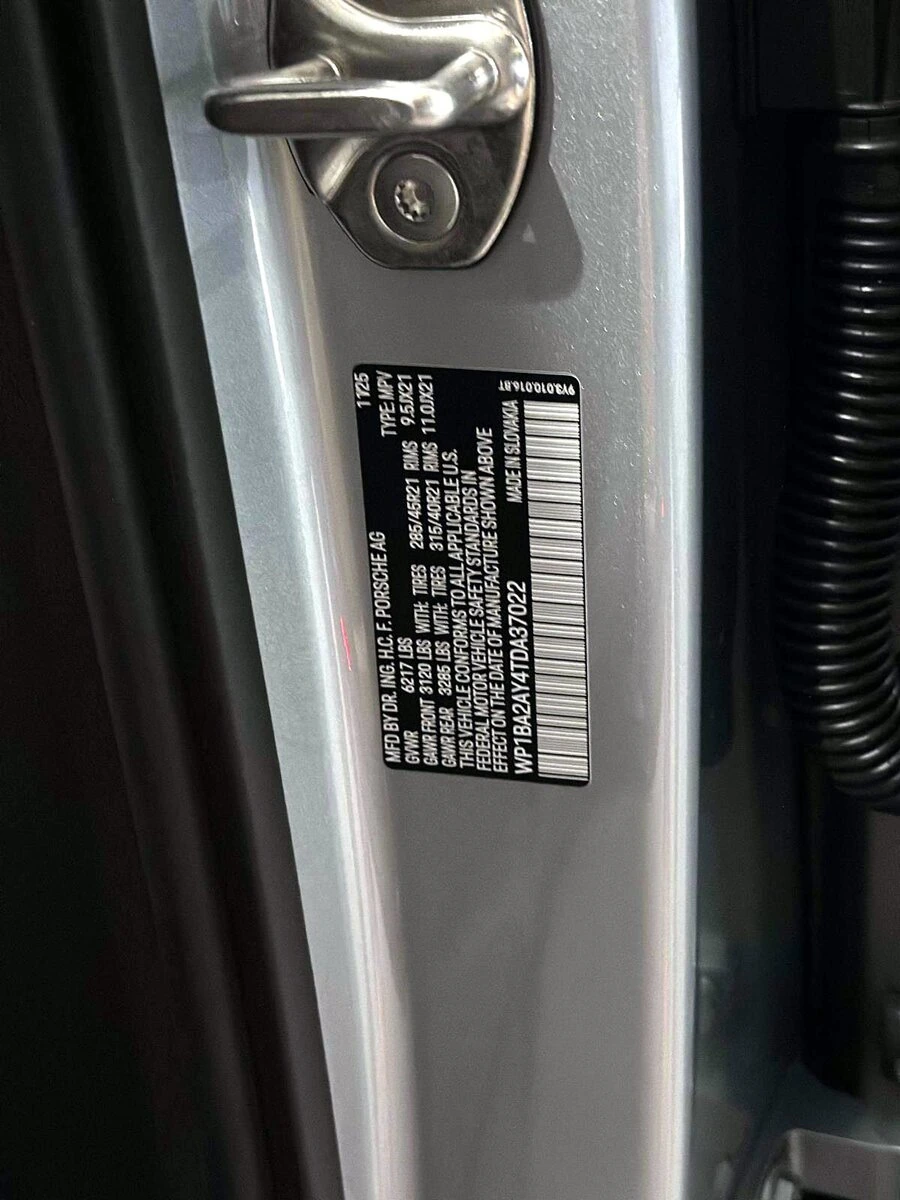 11/25
MFD BY DR. ING. H.C. F. PORSCHE AG TYPE: MPV
GVWR 6217 LBS
GAWR FRONT 3120 LBS WITH: TIRES 285/45R21 RIMS 9.5JX21
GAWR REAR 3285 LBS WITH: TIRES 315/40R21 RIMS 11.0JX21
THIS VEHICLE CONFORMS TO ALL APPLICABLE U.S.
FEDERAL MOTOR VEHICLE SAFETY STANDARDS IN
EFFECT ON THE DATE OF MANUFACTURE SHOWN ABOVE
WP1BA2AY4TDA37022 MADE IN SLOVAKIA
9Y3.010.016.BT